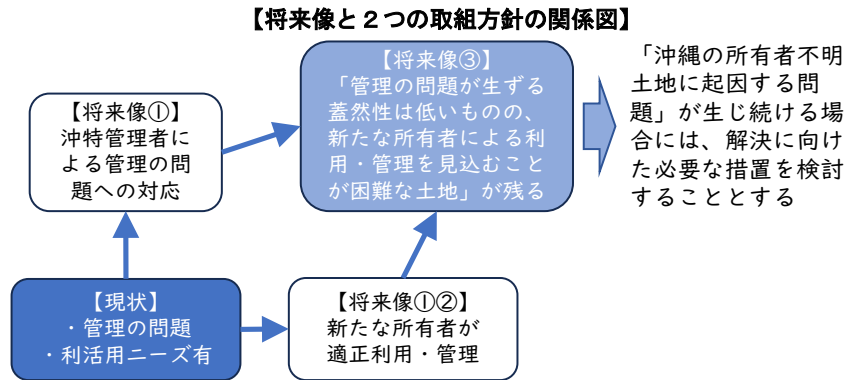 【将来像と２つの取組方針の関係図】
【将来像③】
「管理の問題が生ずる
蓋然性は低いものの、
新たな所有者による利
用・管理を見込むこと
が困難な土地」が残る
「沖縄の所有者不明
土地に起因する問
題」が生じ続ける場
合には、解決に向け
た必要な措置を検討
することとする
【将来像①】
沖特管理者に
よる管理の問
題への対応
【現状】
・管理の問題
・利活用ニーズ有
【将来像①②】
新たな所有者が
適正利用・管理